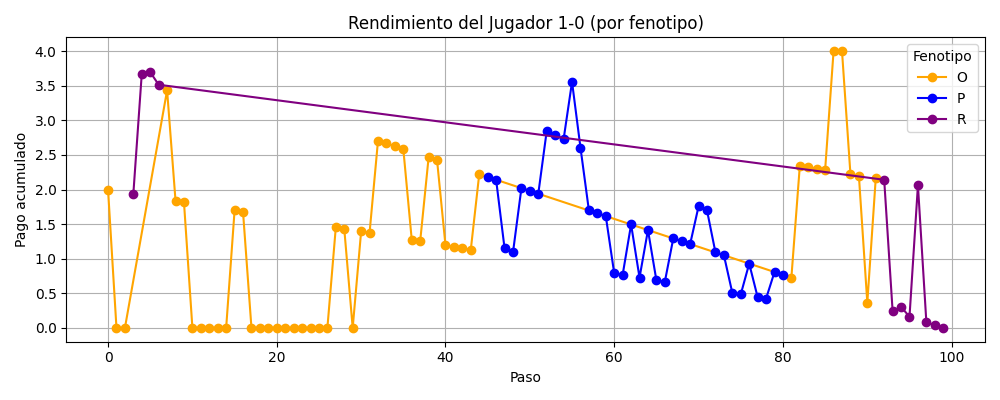 Rendimiento del Jugador 1-0 (por fenotipo)
Pago acumulado
4.0
3.5
3.0
2.5
2.0
1.5
1.0
0.5
0.0
Fenotipo
O
P
R
0 20 40 60 80 100
Paso